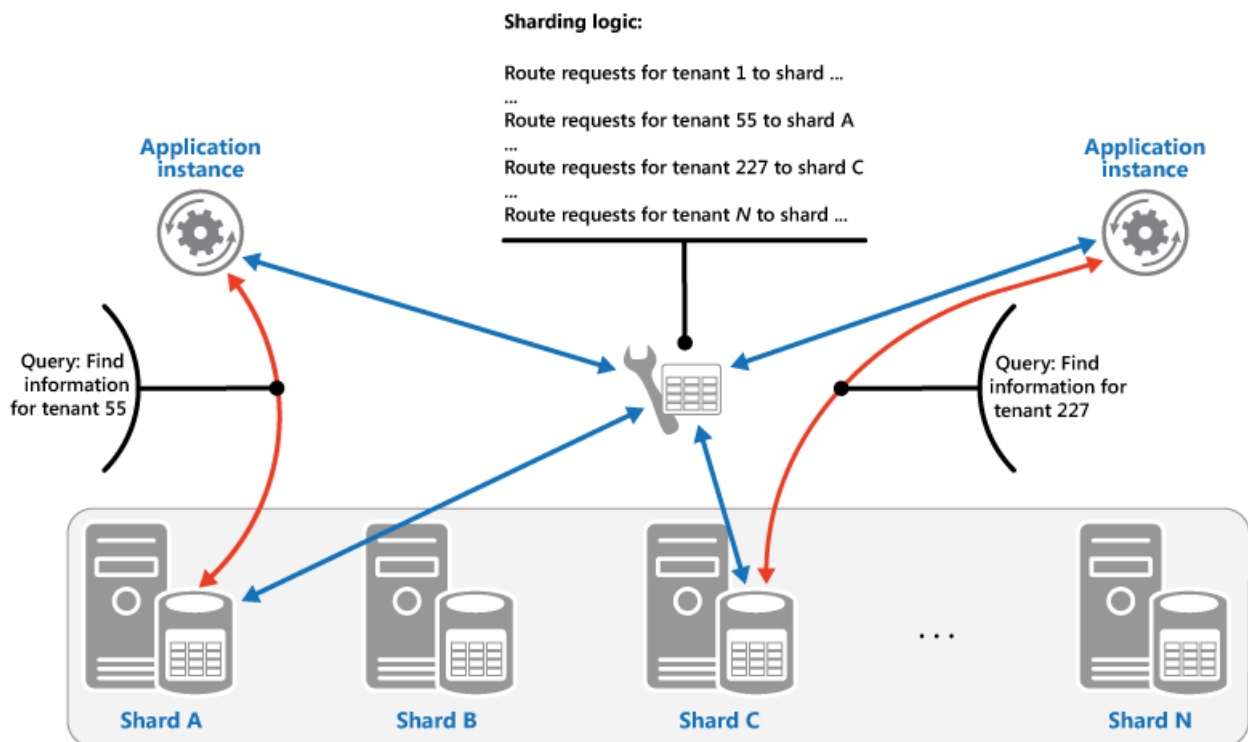 Sharding logic:
Route requests for tenant 1 to shard ...
...
Route requests for tenant 55 to shard A
...
Route requests for tenant 227 to shard C
...
Route requests for tenant N to shard ...
Application
instance
Application
instance
Query: Find
information
for tenant 55
Query: Find
information for
tenant 227
...
Shard A
Shard B
Shard C
Shard N